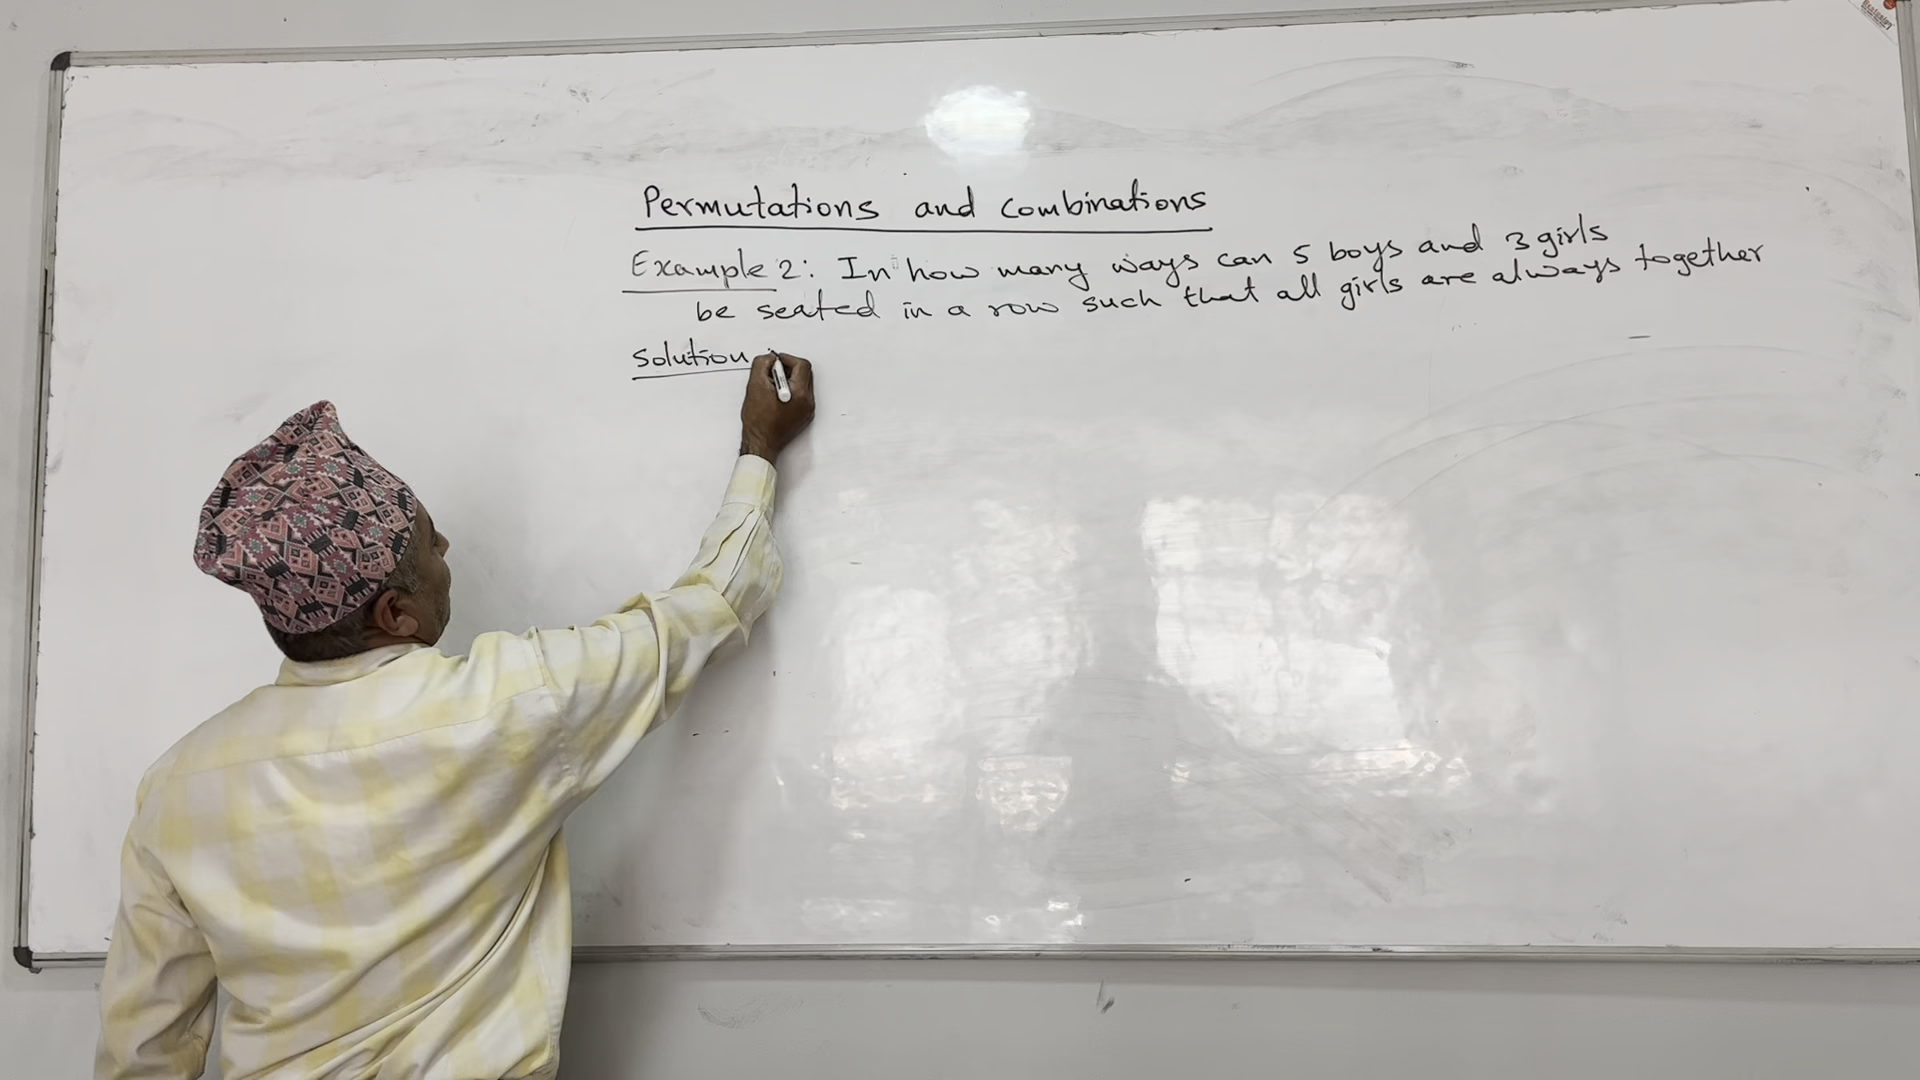 Permutations and combinations
Example 2: In how many ways can 5 boys and 3 girls
be seated in a row such that all girls are always together
Solution